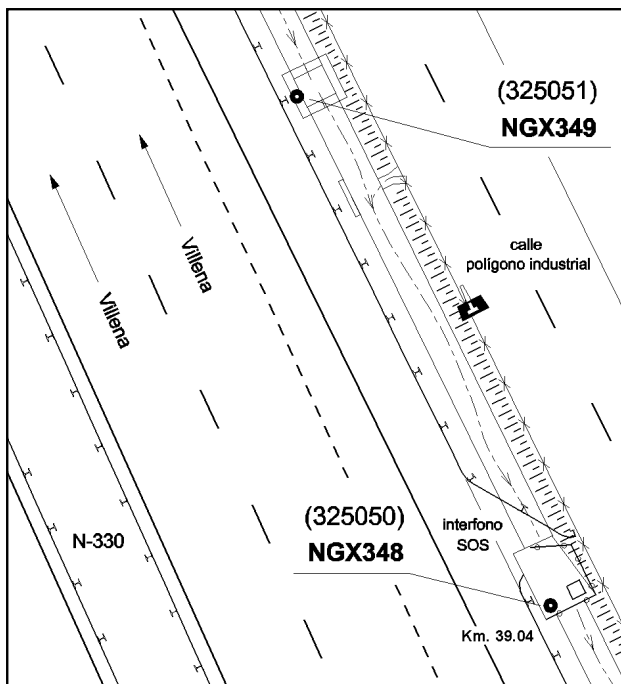 (325051)
NGX349
calle
polígono industrial
Villena
Villena
(325050)
NGX348
interfono
SOS
N-330
Km. 39.04